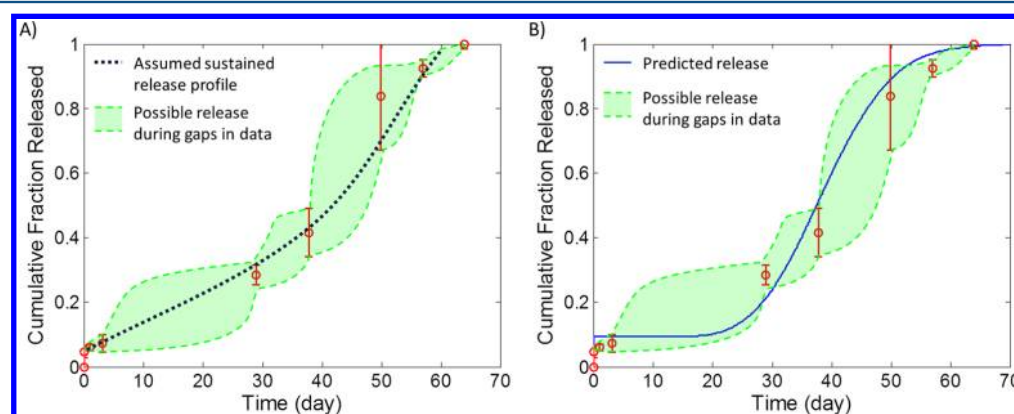 A)
Cumulative Fraction Released
1
0.8
0.6
0.4
0.2
0
Assumed sustained
release profile
Possible release
during gaps in data
0 10 20 30 40 50 60 70
Time (day)
B)
Cumulative Fraction Released
1
0.8
0.6
0.4
0.2
0
Predicted release
Possible release
during gaps in data
0 10 20 30 40 50 60 70
Time (day)